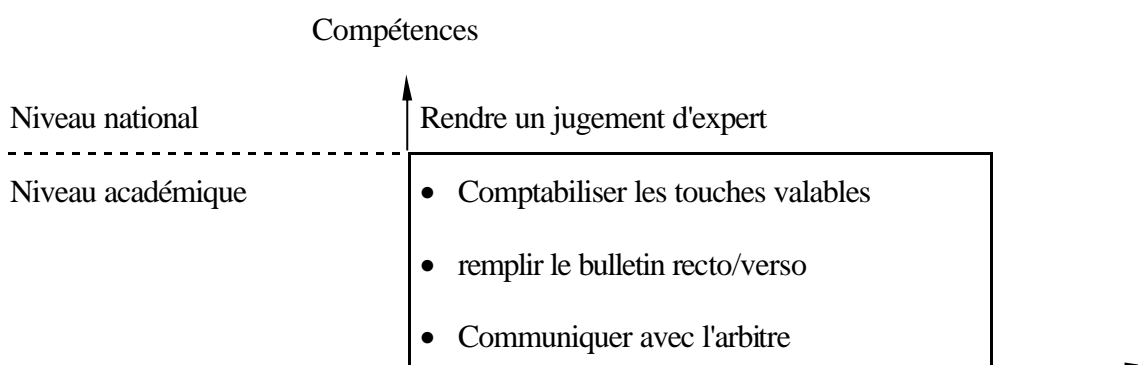 Compétences
Niveau national Rendre un jugement d'expert
Niveau académique • Comptabiliser les touches valables
• remplir le bulletin recto/verso
• Communiquer avec l'arbitre